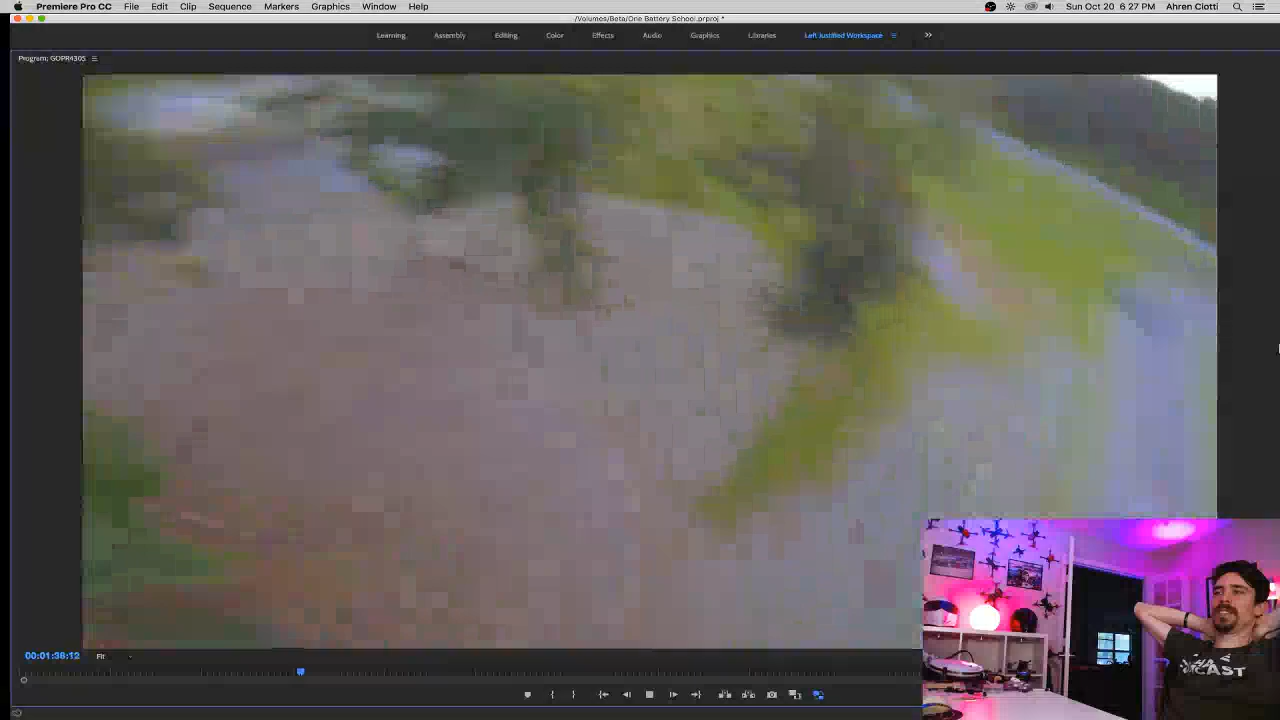 Premiere Pro CC File Edit Clip Sequence Markers Graphics Window Help Sun Oct 20 6:27 PM Ahren Ciotti
/Volumes/Beta/One Battery School.prproj *
Learning Assembly Editing Color Effects Audio Graphics Libraries Left Justified Workspace
Program: GOPR4305
CAST
00:01:38:12 Fit